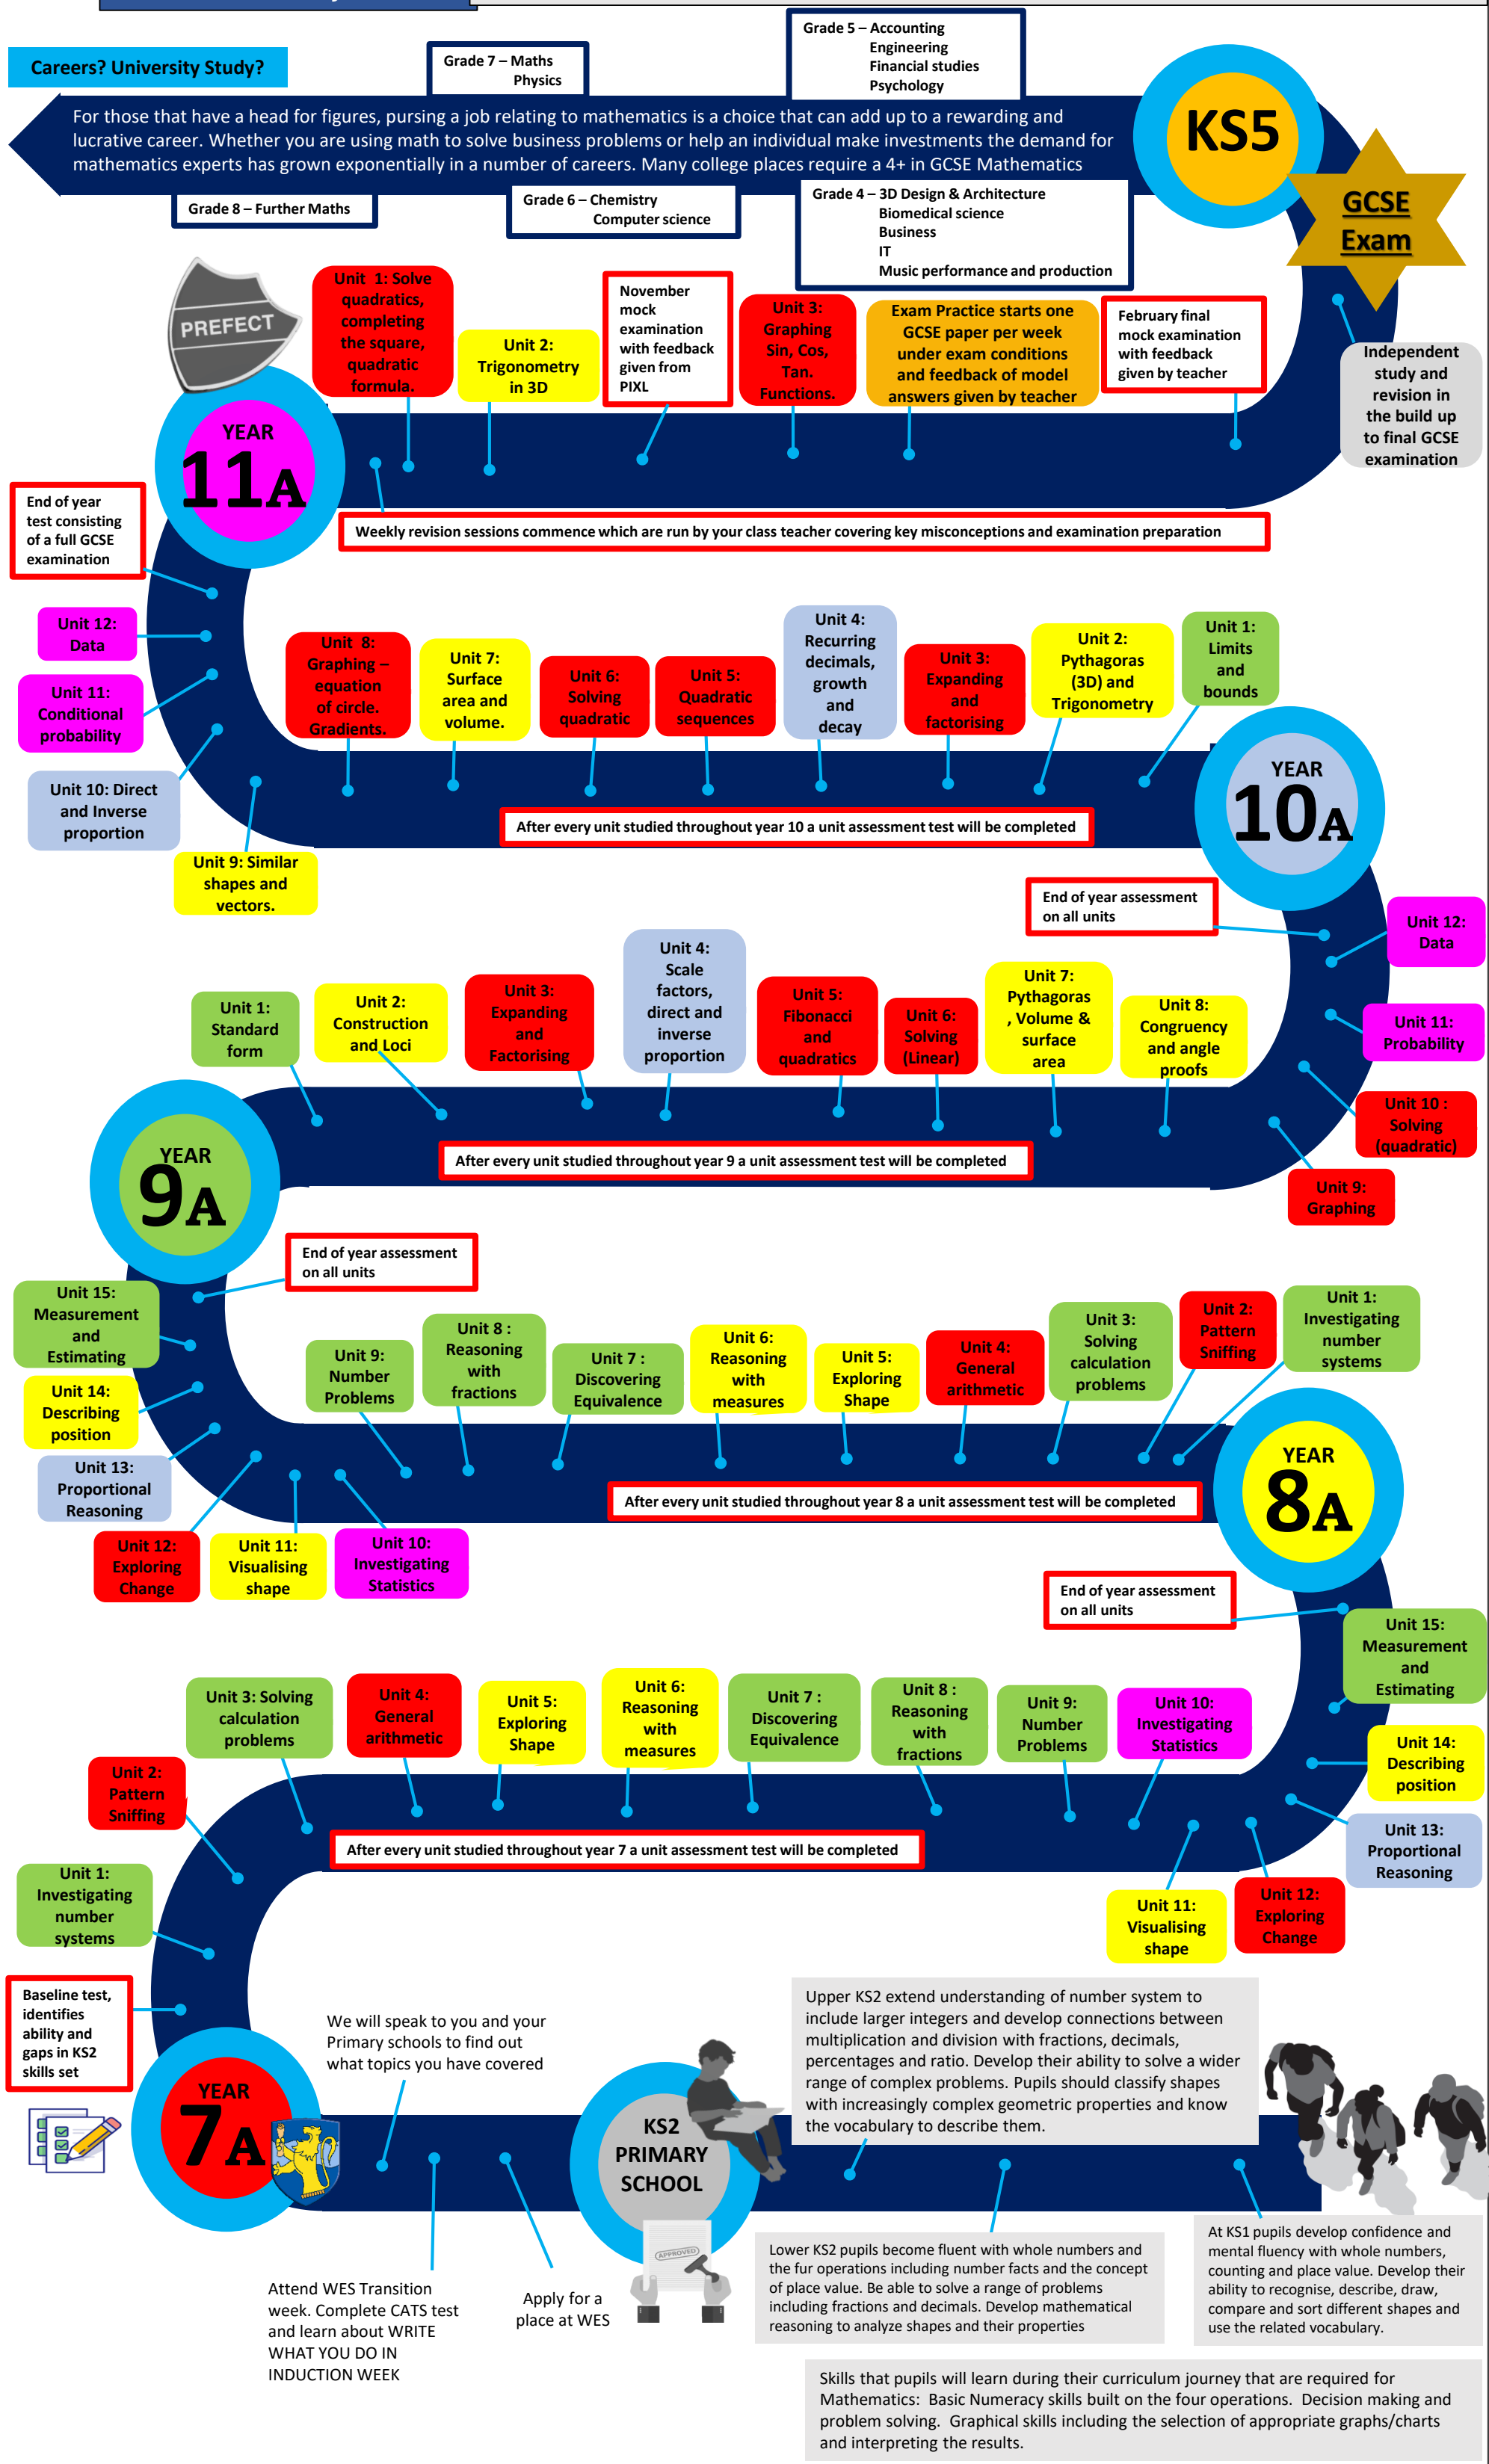 Grade 5 – Accounting
Engineering
Financial studies
Psychology
Grade 7 – Maths
Physics
Careers? University Study?
For those that have a head for figures, pursing a job relating to mathematics is a choice that can add up to a rewarding and
lucrative career. Whether you are using math to solve business problems or help an individual make investments the demand for
mathematics experts has grown exponentially in a number of careers. Many college places require a 4+ in GCSE Mathematics
KS5
Grade 8 – Further Maths
Grade 6 – Chemistry
Computer science
Grade 4 – 3D Design & Architecture
Biomedical science
Business
IT
Music performance and production
GCSE
Exam
PREFECT
Unit 1: Solve
quadratics,
completing
the square,
quadratic
formula.
Unit 2:
Trigonometry
in 3D
November
mock
examination
with feedback
given from
PIXL
Unit 3:
Graphing
Sin, Cos,
Tan.
Functions.
Exam Practice starts one
GCSE paper per week
under exam conditions
and feedback of model
answers given by teacher
February final
mock examination
with feedback
given by teacher
Independent
study and
revision in
the build up
to final GCSE
examination
YEAR
11A
Weekly revision sessions commence which are run by your class teacher covering key misconceptions and examination preparation
End of year
test consisting
of a full GCSE
examination
Unit 12:
Data
Unit 11:
Conditional
probability
Unit 10: Direct
and Inverse
proportion
Unit 9: Similar
shapes and
vectors.
Unit 8:
Graphing –
equation
of circle.
Gradients.
Unit 7:
Surface
area and
volume.
Unit 6:
Solving
quadratic
Unit 5:
Quadratic
sequences
Unit 4:
Recurring
decimals,
growth
and
decay
Unit 3:
Expanding
and
factorising
Unit 2:
Pythagoras
(3D) and
Trigonometry
Unit 1:
Limits
and
bounds
YEAR
10A
After every unit studied throughout year 10 a unit assessment test will be completed
End of year assessment
on all units
Unit 12:
Data
Unit 11:
Probability
Unit 10 :
Solving
(quadratic)
Unit 9:
Graphing
Unit 1:
Standard
form
Unit 2:
Construction
and Loci
Unit 3:
Expanding
and
Factorising
Unit 4:
Scale
factors,
direct and
inverse
proportion
Unit 5:
Fibonacci
and
quadratics
Unit 6:
Solving
(Linear)
Unit 7:
Pythagoras
, Volume &
surface
area
Unit 8:
Congruency
and angle
proofs
YEAR
9A
After every unit studied throughout year 9 a unit assessment test will be completed
End of year assessment
on all units
Unit 15:
Measurement
and
Estimating
Unit 14:
Describing
position
Unit 13:
Proportional
Reasoning
Unit 12:
Exploring
Change
Unit 11:
Visualising
shape
Unit 10:
Investigating
Statistics
Unit 9:
Number
Problems
Unit 8 :
Reasoning
with
fractions
Unit 7 :
Discovering
Equivalence
Unit 6:
Reasoning
with
measures
Unit 5:
Exploring
Shape
Unit 4:
General
arithmetic
Unit 3:
Solving
calculation
problems
Unit 2:
Pattern
Sniffing
Unit 1:
Investigating
number
systems
YEAR
8A
After every unit studied throughout year 8 a unit assessment test will be completed
End of year assessment
on all units
Unit 15:
Measurement
and
Estimating
Unit 14:
Describing
position
Unit 13:
Proportional
Reasoning
Unit 12:
Exploring
Change
Unit 11:
Visualising
shape
Unit 3: Solving
calculation
problems
Unit 4:
General
arithmetic
Unit 5:
Exploring
Shape
Unit 6:
Reasoning
with
measures
Unit 7 :
Discovering
Equivalence
Unit 8 :
Reasoning
with
fractions
Unit 9:
Number
Problems
Unit 10:
Investigating
Statistics
Unit 2:
Pattern
Sniffing
Unit 1:
Investigating
number
systems
After every unit studied throughout year 7 a unit assessment test will be completed
Baseline test,
identifies
ability and
gaps in KS2
skills set
YEAR
7A
We will speak to you and your
Primary schools to find out
what topics you have covered
KS2
PRIMARY
SCHOOL
APPROVED
Upper KS2 extend understanding of number system to
include larger integers and develop connections between
multiplication and division with fractions, decimals,
percentages and ratio. Develop their ability to solve a wider
range of complex problems. Pupils should classify shapes
with increasingly complex geometric properties and know
the vocabulary to describe them.
Attend WES Transition
week. Complete CATS test
and learn about WRITE
WHAT YOU DO IN
INDUCTION WEEK
Apply for a
place at WES
Lower KS2 pupils become fluent with whole numbers and
the fur operations including number facts and the concept
of place value. Be able to solve a range of problems
including fractions and decimals. Develop mathematical
reasoning to analyze shapes and their properties
At KS1 pupils develop confidence and
mental fluency with whole numbers,
counting and place value. Develop their
ability to recognise, describe, draw,
compare and sort different shapes and
use the related vocabulary.
Skills that pupils will learn during their curriculum journey that are required for
Mathematics: Basic Numeracy skills built on the four operations. Decision making and
problem solving. Graphical skills including the selection of appropriate graphs/charts
and interpreting the results.